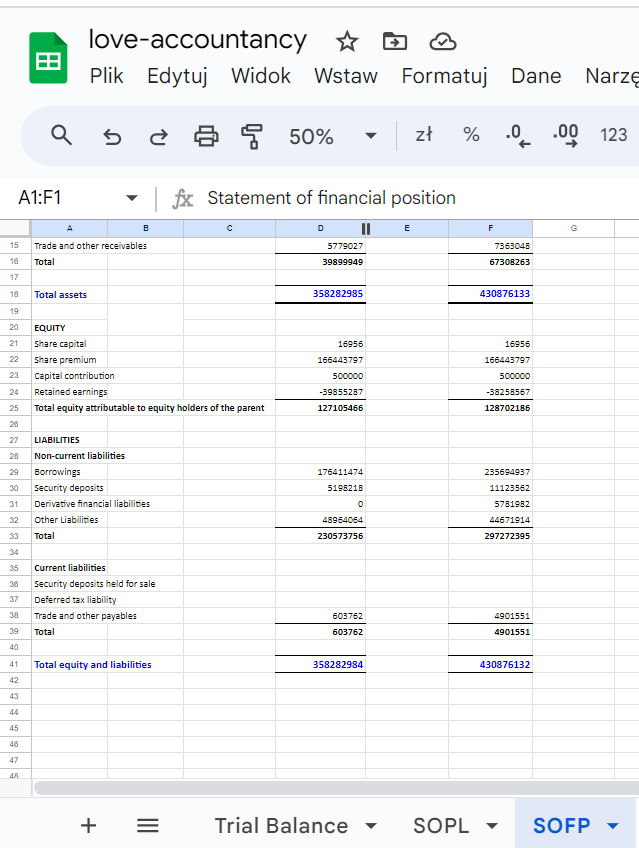 love-accountancy
Plik Edytuj Widok Wstaw Formatuj Dane Narzę
50% zł % .0 .00 123
A1:F1 fx Statement of financial position
A B C D E F G
15 Trade and other receivables 5779027 7363048
16 Total 39899949 67308263
17
18 Total assets 358282985 430876133
19
20 EQUITY
21 Share capital 16956 16956
22 Share premium 166443797 166443797
23 Capital contribution 500000 500000
24 Retained earnings -39855287 -38258567
25 Total equity attributable to equity holders of the parent 127105466 128702186
26
27 LIABILITIES
28 Non-current liabilities
29 Borrowings 176411474 235694937
30 Security deposits 5198218 11123562
31 Derivative financial liabilities 0 5781982
32 Other Liabilities 48964064 44671914
33 Total 230573756 297272395
34
35 Current liabilities
36 Security deposits held for sale
37 Deferred tax liability
38 Trade and other payables 603762 4901551
39 Total 603762 4901551
40
41 Total equity and liabilities 358282984 430876132
42
43
44
45
46
47
48
+ Trial Balance SOPL SOFP